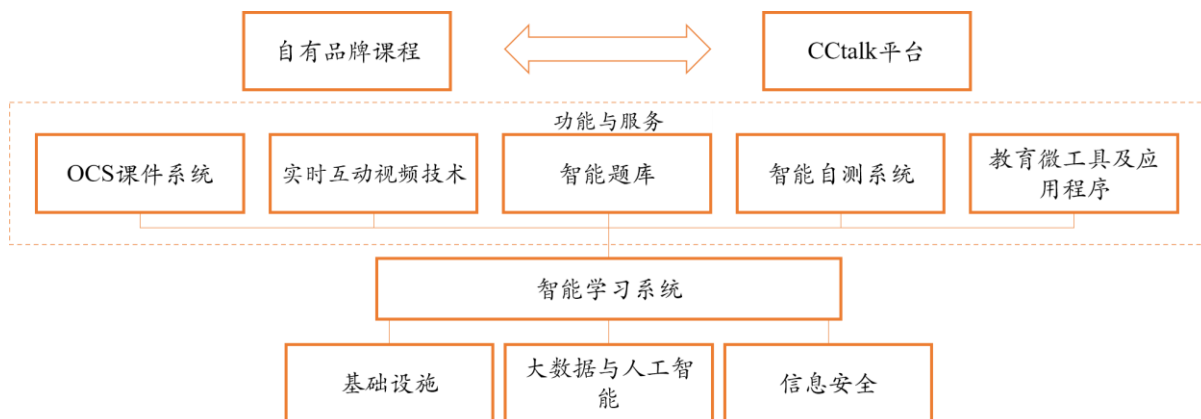 自有品牌课程
CCtalk平台
功能与服务
OCS课件系统
实时互动视频技术
智能题库
智能自测系统
教育微工具及应
用程序
智能学习系统
基础设施
大数据与人工智
能
信息安全